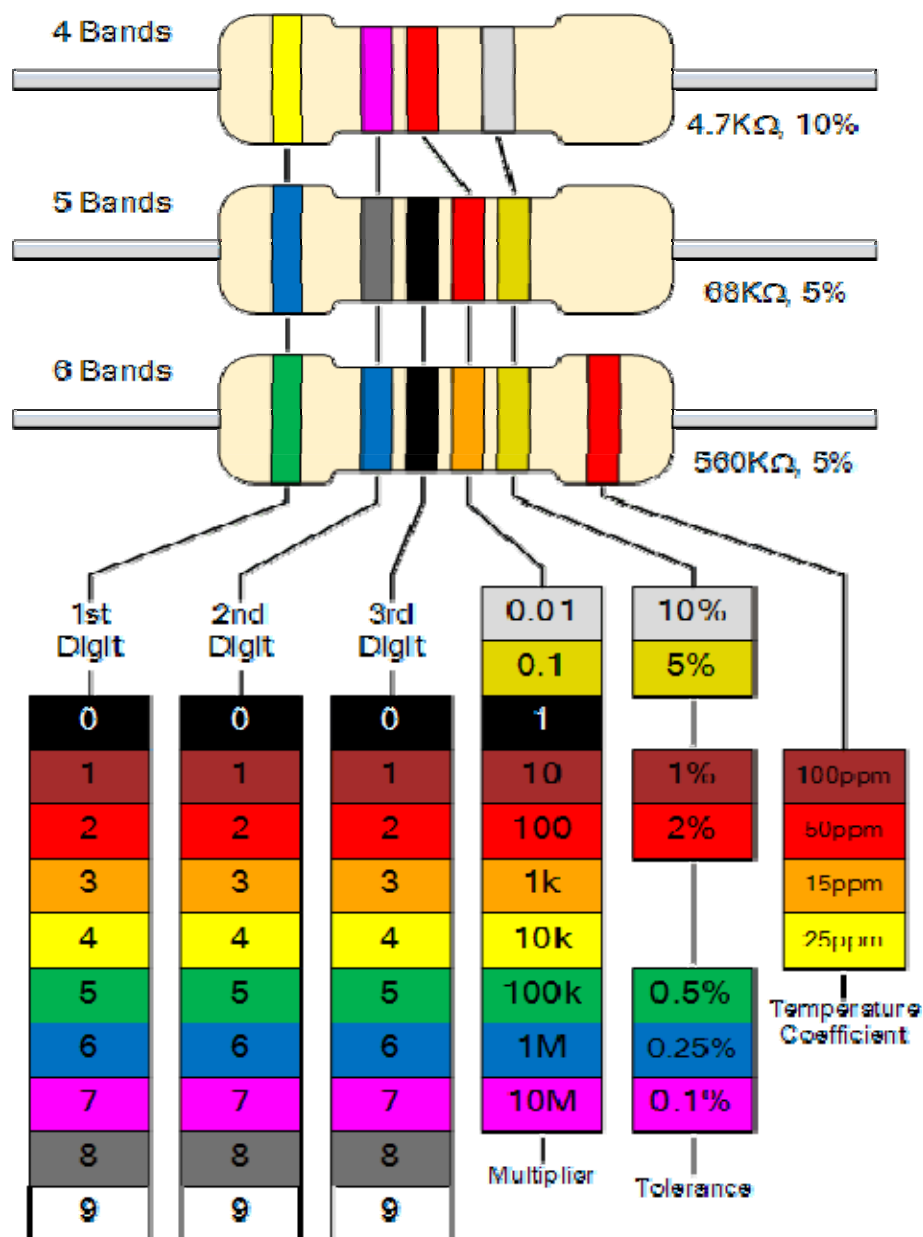 4 Bands
4.7KΩ, 10%
5 Bands
68KΩ, 5%
6 Bands
560KΩ, 5%
1st Digit
2nd Digit
3rd Digit
0.01 10%
0.1 5%
0 0 0 1
1 1 1 10 1% 100ppm
2 2 2 100 2% 50ppm
3 3 3 1k 15ppm
4 4 4 10k 25ppm
5 5 5 100k 0.5%
6 6 6 1M 0.25%
7 7 7 10M 0.1%
8 8 8
9 9 9
Temperature
Coefficient
Multiplier
Tolerance